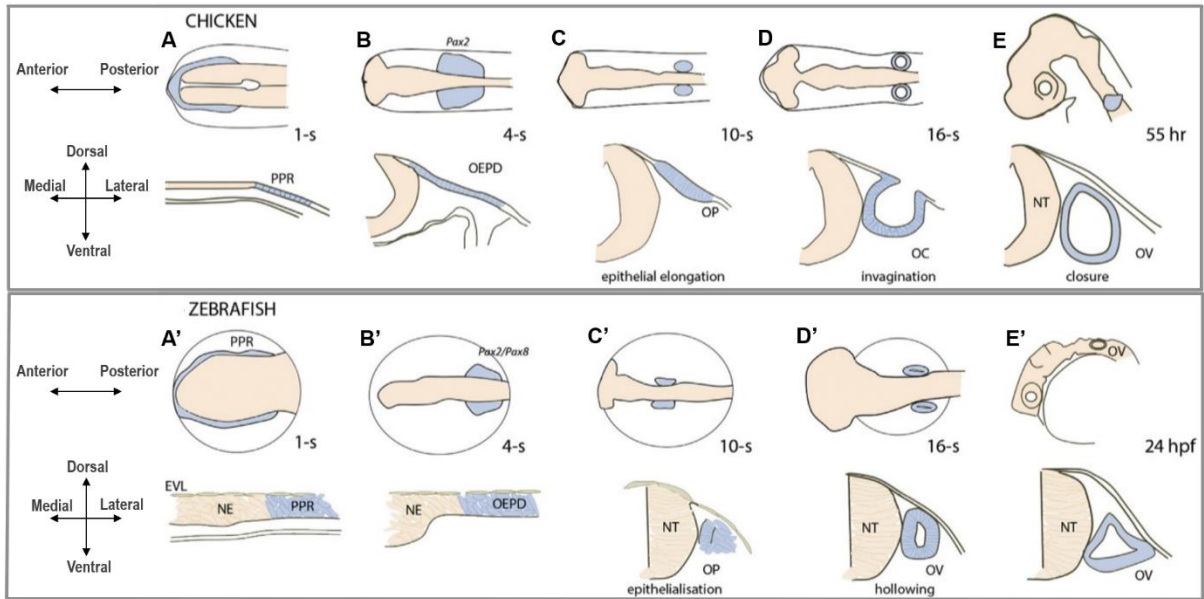 CHICKEN
A
B
C
D
E
Pax2
Anterior Posterior
1-s
4-s
10-s
16-s
55 hr
Dorsal
Medial Lateral
Ventral
PPR
OEPD
OP
OC
NT
OV
epithelial elongation
invagination
closure
ZEBRAFISH
A’
B’
C’
D’
E’
PPR
Pax2/Pax8
OV
Anterior Posterior
1-s
4-s
10-s
16-s
24 hpf
Dorsal
Medial Lateral
Ventral
EVL
NE
PPR
NE
OEPD
NT
OP
NT
OV
NT
OV
epithelialisation
hollowing